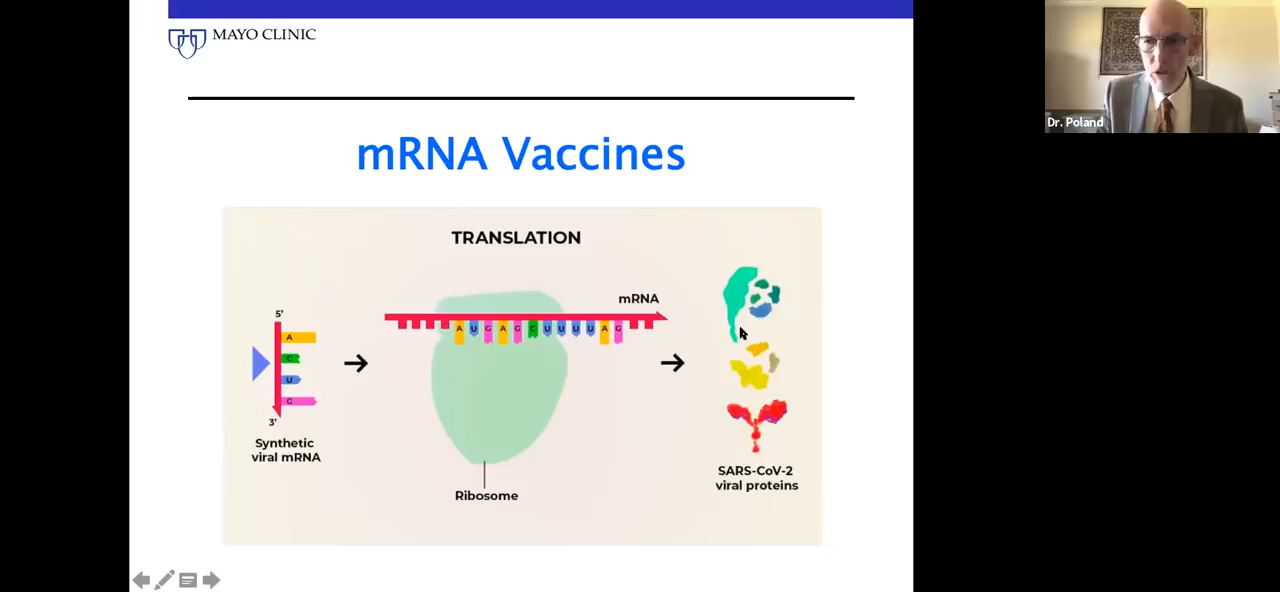 MAYO CLINIC
Dr. Poland
mRNA Vaccines
TRANSLATION
mRNA
5'
A
C
U
G
3'
A U G A G C U U U U A G
Synthetic
viral mRNA
Ribosome
SARS-CoV-2
viral proteins